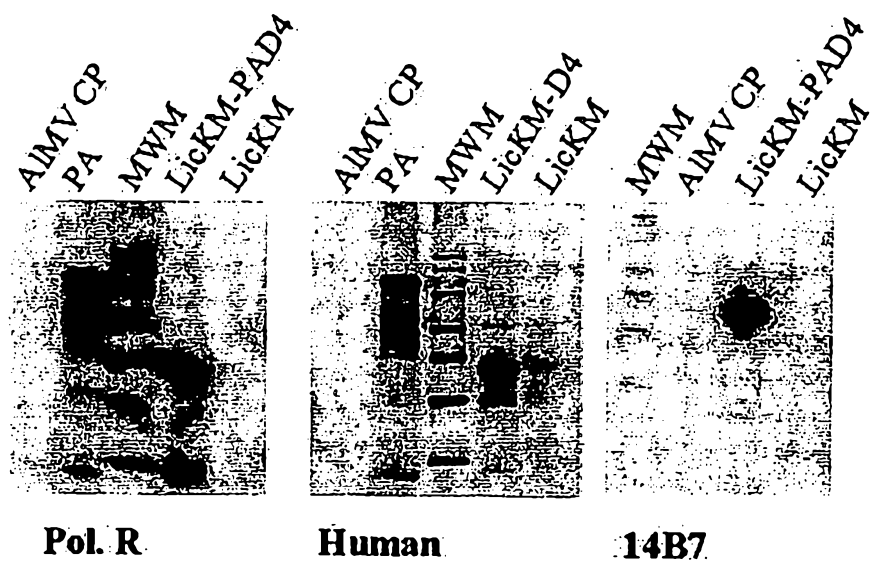 AlMV CP
PA
MWM
LicKM-PAD4
LicKM
AlMV CP
PA
MWM
LicKM-D4
LicKM
MWM
AlMV CP
LicKM-PAD4
LicKM
Pol. R
Human
14B7